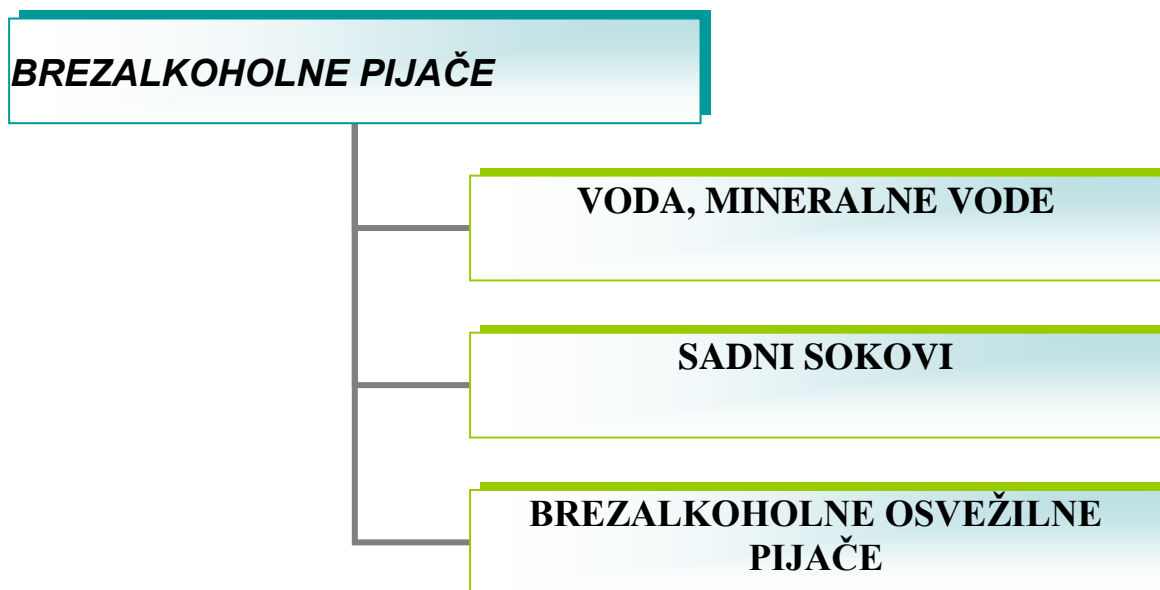 BREZALKOHOLNE PIJAČE
VODA, MINERALNE VODE
SADNI SOKOVI
BREZALKOHOLNE OSVEŽILNE
PIJAČE